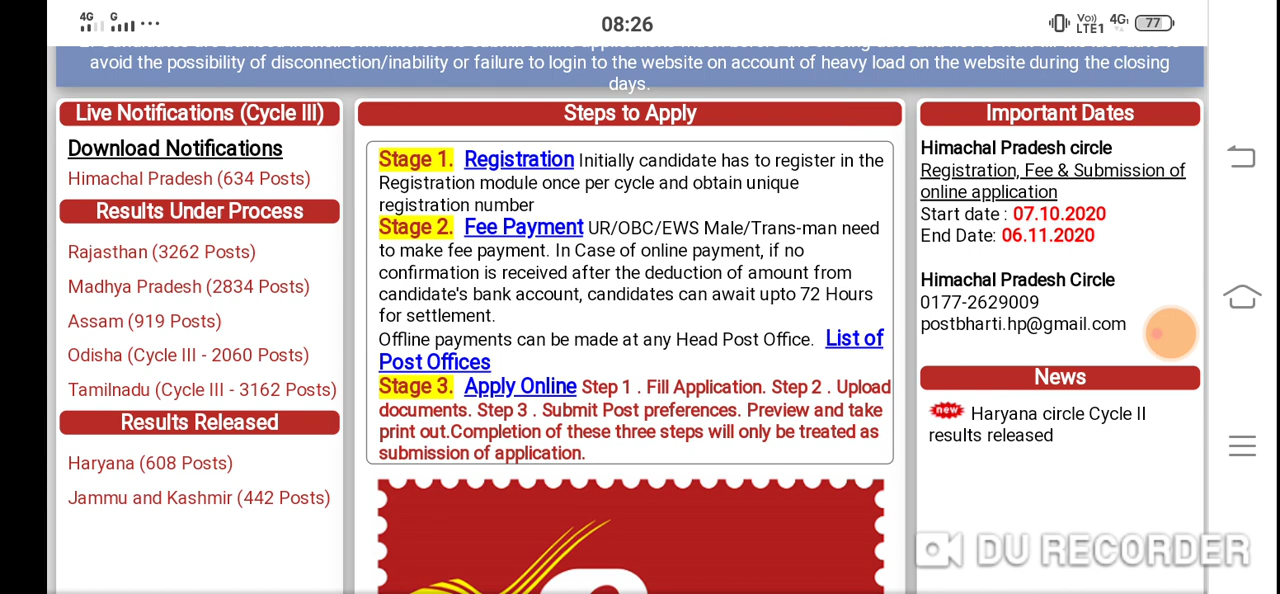 4G G ...
08:26
Vo)) LTE1 4G 77
avoid the possibility of disconnection/inability or failure to login to the website on account of heavy load on the website during the closing
days.
Live Notifications (Cycle III)
Download Notifications
Himachal Pradesh (634 Posts)
Results Under Process
Rajasthan (3262 Posts)
Madhya Pradesh (2834 Posts)
Assam (919 Posts)
Odisha (Cycle III - 2060 Posts)
Tamilnadu (Cycle III - 3162 Posts)
Results Released
Haryana (608 Posts)
Jammu and Kashmir (442 Posts)
Steps to Apply
Stage 1. Registration Initially candidate has to register in the
Registration module once per cycle and obtain unique
registration number
Stage 2. Fee Payment UR/OBC/EWS Male/Trans-man need
to make fee payment. In Case of online payment, if no
confirmation is received after the deduction of amount from
candidate's bank account, candidates can await upto 72 Hours
for settlement.
Offline payments can be made at any Head Post Office. List of
Post Offices
Stage 3. Apply Online Step 1 . Fill Application. Step 2 . Upload
documents. Step 3 . Submit Post preferences. Preview and take
print out.Completion of these three steps will only be treated as
submission of application.
Important Dates
Himachal Pradesh circle
Registration, Fee & Submission of
online application
Start date : 07.10.2020
End Date: 06.11.2020
Himachal Pradesh Circle
0177-2629009
postbharti.hp@gmail.com
News
new Haryana circle Cycle II
results released
DU RECORDER